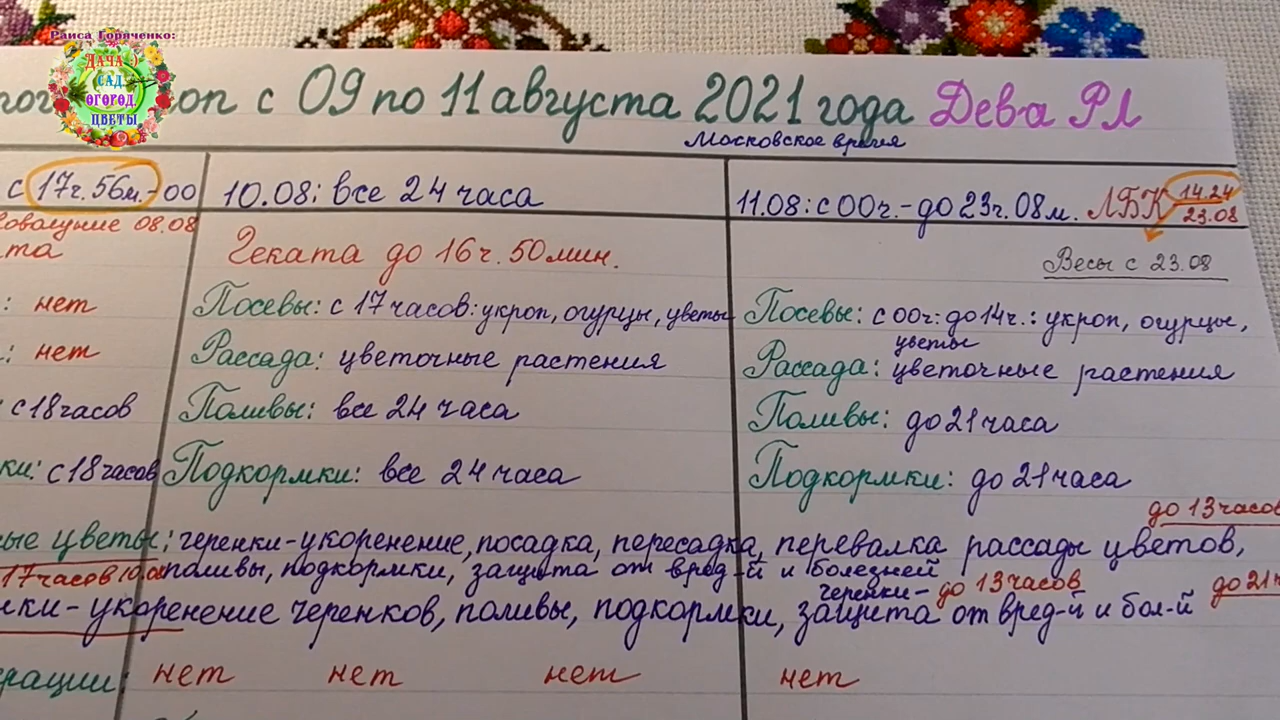 Раиса Горяченко:
ДАЧА :)
САД,
ОГОРОД,
ЦВЕТЫ
с 09 по 11 августа 2021 года Дева РЛ
Московское время
с 17ч.56м.-00
10.08: все 24 часа
11.08: с 00ч.-до 23ч.08м. ЛБК 14.24
23.08
08.08
Геката до 16ч.50мин.
Весы с 23.08
: нет
Посевы: с 17 часов: укроп, огурцы, цветы
Посевы: с 00ч: до 14ч.: укроп, огурцы,
цветы
: нет
Рассада: цветочные растения
Рассада: цветочные растения
с 18 часов
Поливы: все 24 часа
Поливы: до 21 часа
ки: с 18 часов
Подкормки: все 24 часа
Подкормки: до 21 часа
до 13 часов
ые цветы: черенки-укоренение, посадка, пересадка, перевалка рассады цветов,
17 часов поливы, подкормки, защита от вред-й и болезней
черенки- до 13 часов
до 21 ч
нки-укоренение черенков, поливы, подкормки, защита от вред-й и бол-й
рации: нет нет нет нет